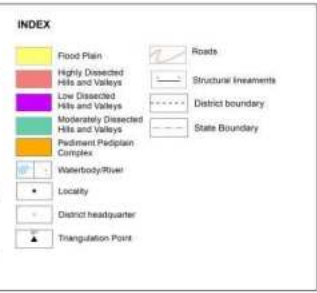 INDEX
Flood Plain
Highly Dissected
Hills and Valleys
Low Dissected
Hills and Valleys
Moderately Dissected
Hills and Valleys
Pediment Pediplain
Complex
Waterbody/River
Locality
District headquarter
Triangulation Point
Roads
Structural lineaments
District boundary
State Boundary